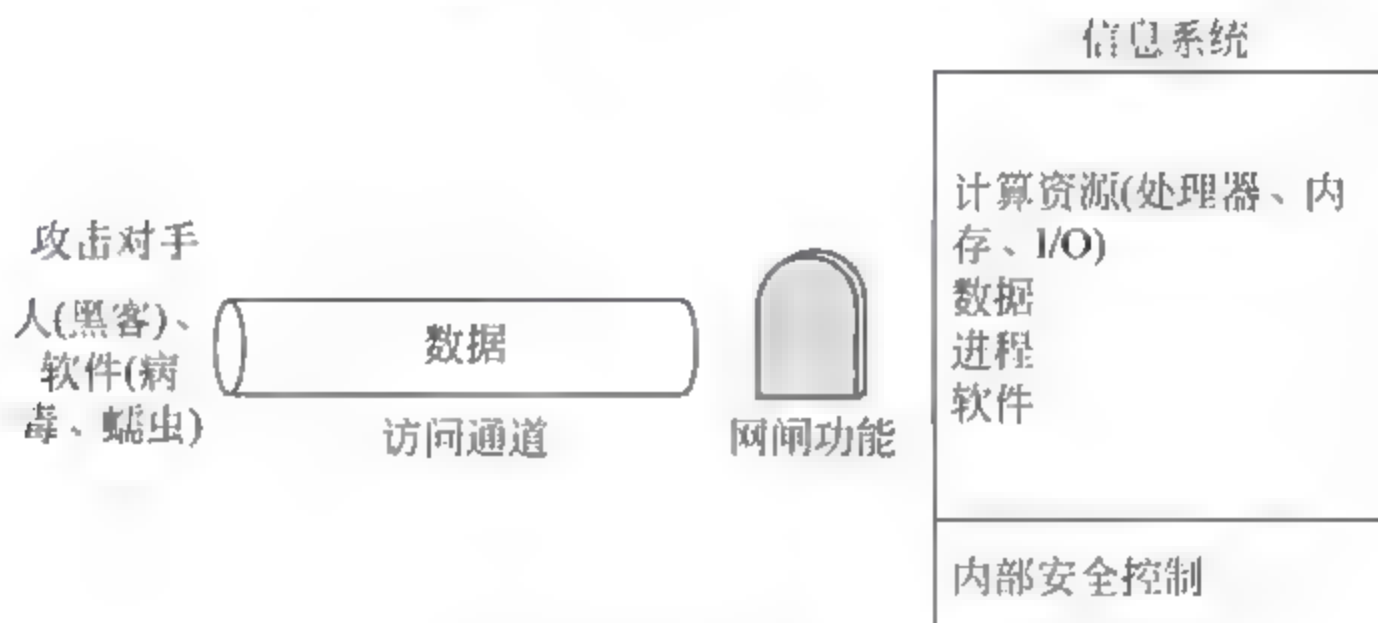 信息系统
攻击对手
人(黑客)、
软件(病
毒、蠕虫)
数据
访问通道
网闸功能
计算资源(处理器、内
存、I/O)
数据
进程
软件
内部安全控制